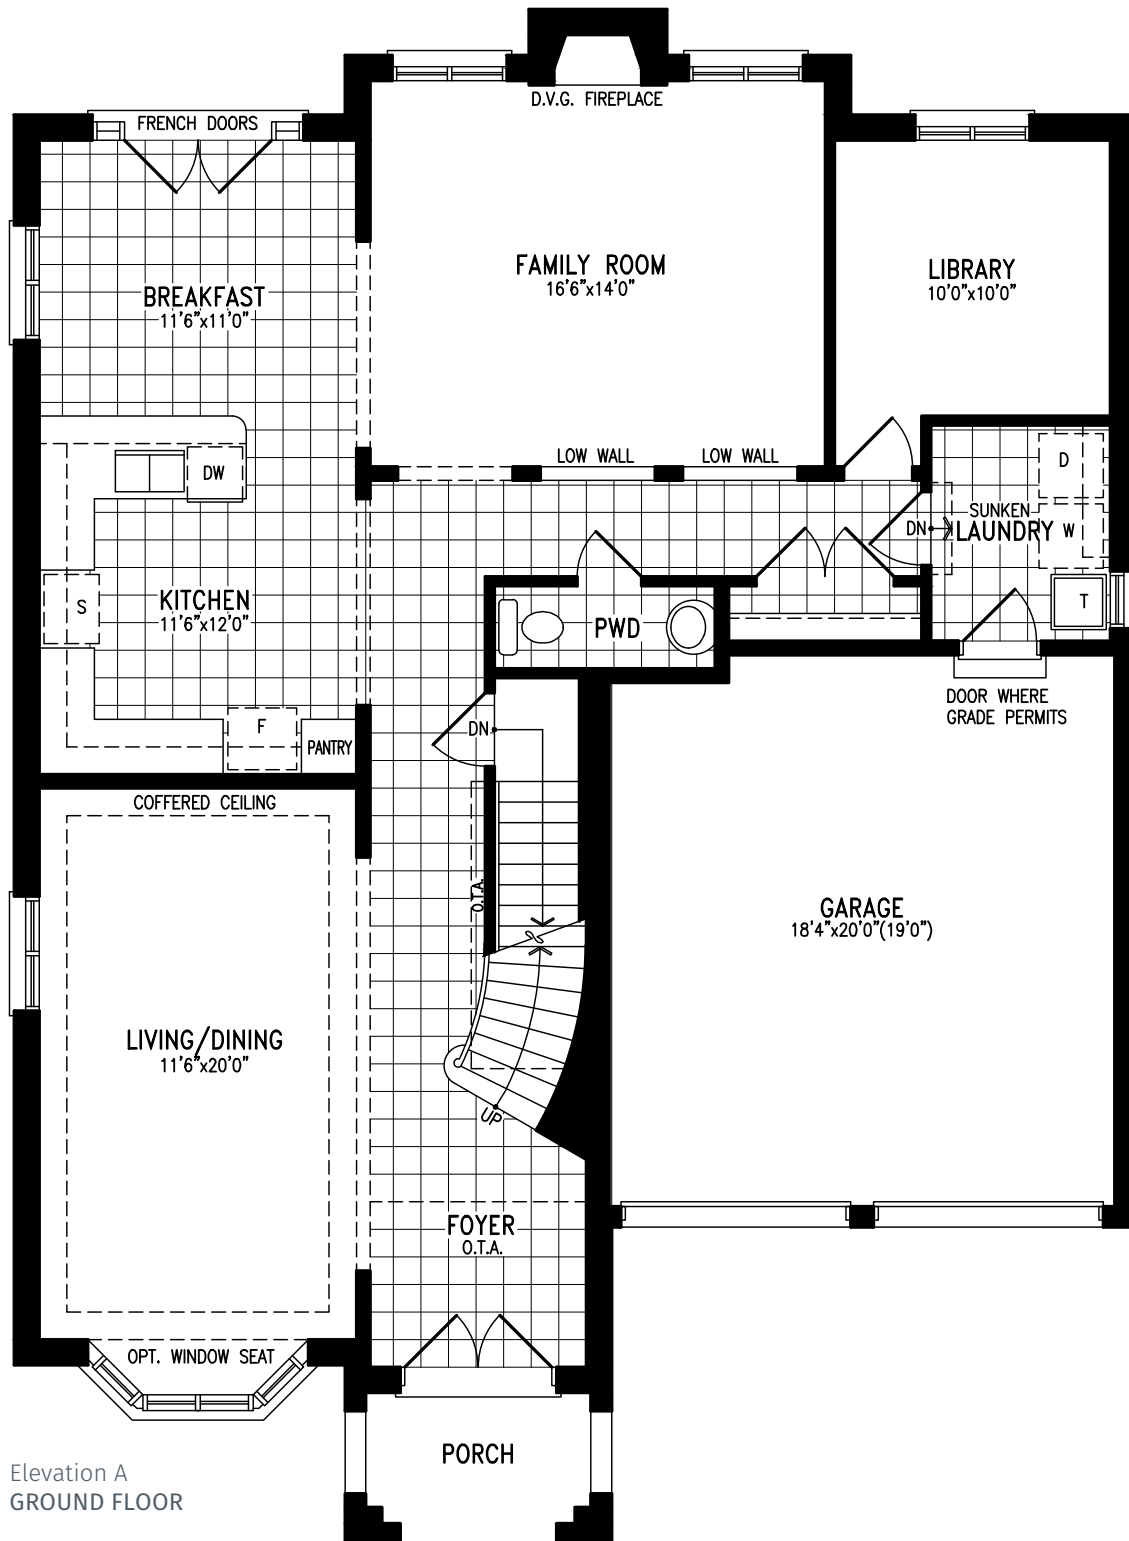 D.V.G. FIREPLACE
FRENCH DOORS
FAMILY ROOM
16'6"x14'0"
LIBRARY
10'0"x10'0"
BREAKFAST
11'6"x11'0"
LOW WALL
LOW WALL
DW
D
SUNKEN
LAUNDRY
W
DN
S
KITCHEN
11'6"x12'0"
PWD
T
DOOR WHERE
GRADE PERMITS
F
PANTRY
DN
COFFERED CEILING
O.T.A.
GARAGE
18'4"x20'0"(19'0")
LIVING/DINING
11'6"x20'0"
UP
FOYER
O.T.A.
OPT. WINDOW SEAT
PORCH
Elevation A
GROUND FLOOR